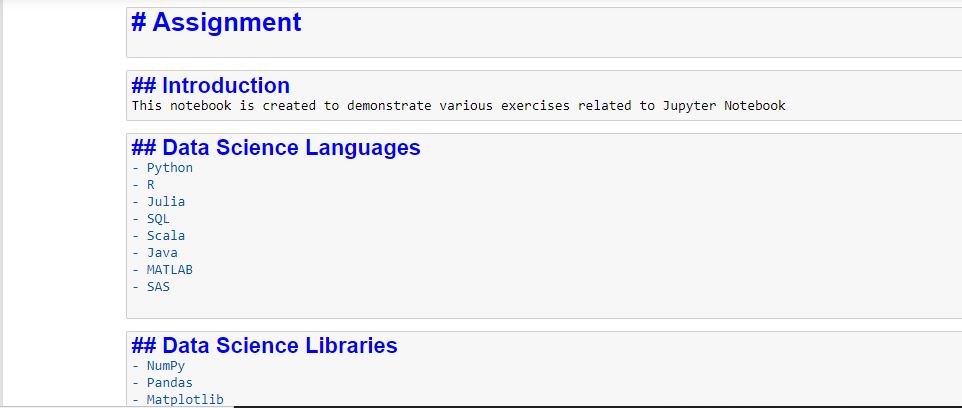 # Assignment
## Introduction
This notebook is created to demonstrate various exercises related to Jupyter Notebook
## Data Science Languages
- Python
- R
- Julia
- SQL
- Scala
- Java
- MATLAB
- SAS
## Data Science Libraries
- NumPy
- Pandas
- Matplotlib